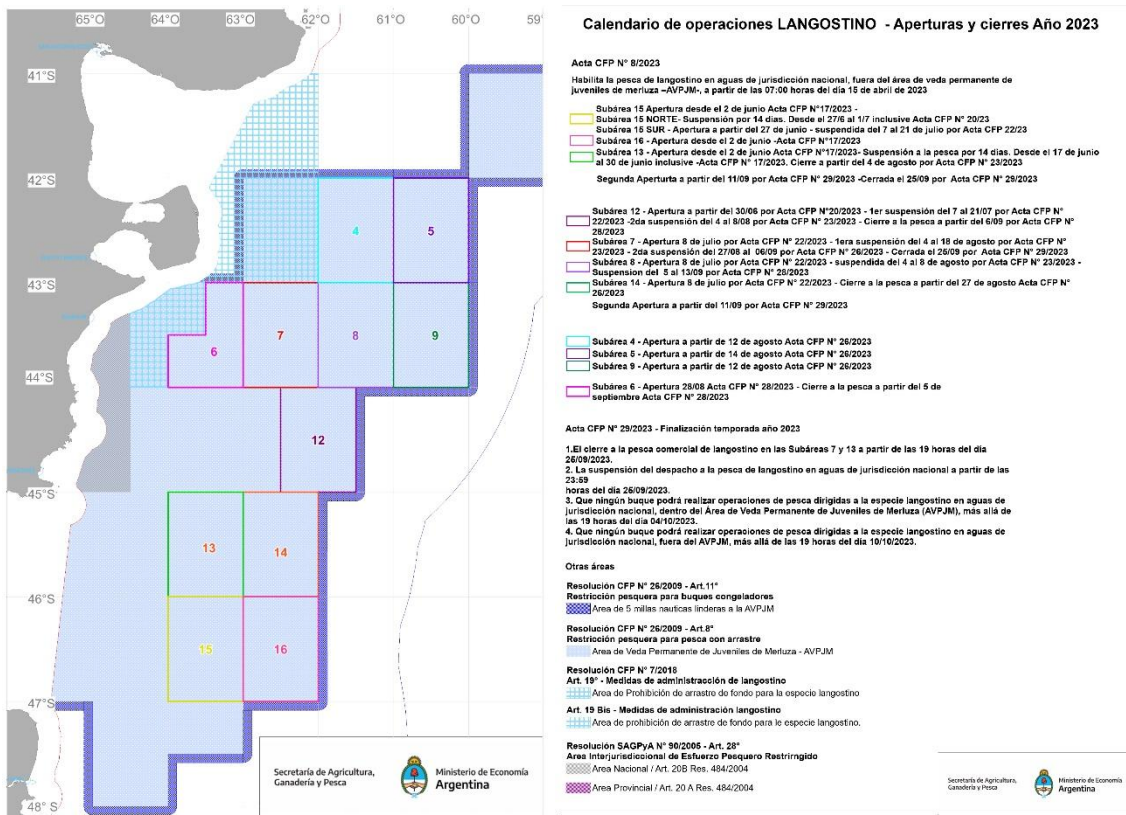 65°O 64°O 63°O 62°O 61°O 60°O 59°
41°S
42°S
43°S
44°S
45°S
46°S
47°S
48°S
4
5
6
7
8
9
12
13
14
15
16
Secretaría de Agricultura,
Ganadería y Pesca
Ministerio de Economía
Argentina
Calendario de operaciones LANGOSTINO - Aperturas y cierres Año 2023
Acta CFP N° 8/2023
Habilita la pesca de langostino en aguas de jurisdicción nacional, fuera del área de veda permanente de
juveniles de merluza –AVPJM-, a partir de las 07:00 horas del día 15 de abril de 2023
Subárea 15 Apertura desde el 2 de junio Acta CFP N°17/2023 -
Subárea 15 NORTE- Suspensión por 14 dias. Desde el 27/6 al 1/7 inclusive Acta CFP N° 20/23
Subárea 15 SUR - Apertura a partir del 27 de junio - suspendida del 7 al 21 de julio por Acta CFP 22/23
Subárea 16 - Apertura desde el 2 de junio -Acta CFP N°17/2023
Subárea 13 - Apertura desde el 2 de junio Acta CFP N°17/2023- Suspensión a la pesca por 14 dias. Desde el 17 de junio
al 30 de junio inclusive -Acta CFP N° 17/2023. Cierre a partir del 4 de agosto por Acta CFP N° 23/2023
Segunda Aperturta a partir del 11/09 por Acta CFP N° 29/2023 -Cerrada el 25/09 por Acta CFP N° 29/2023
Subárea 12 - Apertura a partir del 30/06 por Acta CFP N°20/2023 - 1er suspensión del 7 al 21/07 por Acta CFP N°
22/2023 -2da suspensión del 4 al 8/08 por Acta CFP N° 23/2023 - Cierre a la pesca a partir del 6/09 por Acta CFP N°
28/2023
Subárea 7 - Apertura 8 de julio por Acta CFP N° 22/2023 - 1era suspensión del 4 al 18 de agosto por Acta CFP N°
23/2023 - 2da suspensión del 27/08 al 06/09 por Acta CFP N° 26/2023 - Cerrada el 25/09 por Acta CFP N° 29/2023
Subárea 8 - Apertura 8 de julio por Acta CFP N° 22/2023 - suspendida del 4 al 8 de agosto por Acta CFP N° 23/2023 -
Suspension del 5 al 13/09 por Acta CFP N° 28/2023
Subárea 14 - Apertura 8 de julio por Acta CFP N° 22/2023 - Cierre a la pesca a partir del 27 de agosto Acta CFP N°
26/2023
Segunda Apertura a partir del 11/09 por Acta CFP N° 29/2023
Subárea 4 - Apertura a partir de 12 de agosto Acta CFP N° 26/2023
Subárea 5 - Apertura a partir de 14 de agosto Acta CFP N° 26/2023
Subárea 9 - Apertura a partir de 12 de agosto Acta CFP N° 26/2023
Subárea 6 - Apertura 28/08 Acta CFP N° 28/2023 - Cierre a la pesca a partir del 5 de
septiembre Acta CFP N° 28/2023
Acta CFP N° 29/2023 - Finalización temporada año 2023
1.El cierre a la pesca comercial de langostino en las Subáreas 7 y 13 a partir de las 19 horas del día
25/09/2023.
2. La suspensión del despacho a la pesca de langostino en aguas de jurisdicción nacional a partir de las
23:59
horas del día 25/09/2023.
3. Que ningún buque podrá realizar operaciones de pesca dirigidas a la especie langostino en aguas de
jurisdicción nacional, dentro del Área de Veda Permanente de Juveniles de Merluza (AVPJM), más allá de
las 19 horas del día 04/10/2023.
4. Que ningún buque podrá realizar operaciones de pesca dirigidas a la especie langostino en aguas de
jurisdicción nacional, fuera del AVPJM, más allá de las 19 horas del día 10/10/2023.
Otras áreas
Resolución CFP N° 26/2009 - Art.11°
Restricción pesquera para buques congeladores
Area de 5 millas nauticas linderas a la AVPJM
Resolución CFP N° 26/2009 - Art.8°
Restricción pesquera para pesca con arrastre
Area de Veda Permanente de Juveniles de Merluza - AVPJM
Resolución CFP N° 7/2018
Art. 19° - Medidas de administracción de langostino
Area de Prohibición de arrastre de fondo para la especie langostino
Art. 19 Bis - Medidas de administración langostino
Area de prohibición de arrastre de fondo para le especie langostino.
Resolución SAGPyA N° 90/2005 - Art. 28°
Area Interjurisdiccional de Esfuerzo Pesquero Restrirngido
Area Nacional / Art. 20B Res. 484/2004
Area Provincial / Art. 20 A Res. 484/2004
Secretaría de Agricultura,
Ganadería y Pesca
Ministerio de Economía
Argentina